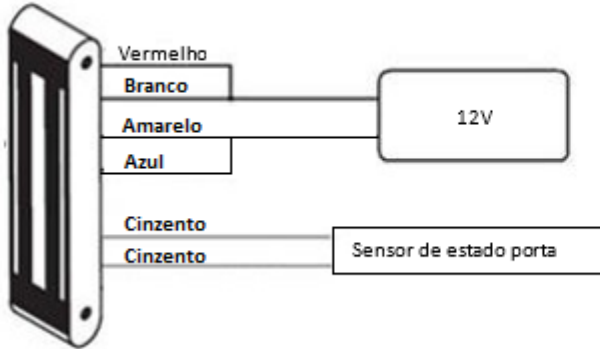 Vermelho
Branco
Amarelo
12V
Azul
Cinzento
Cinzento
Sensor de estado porta